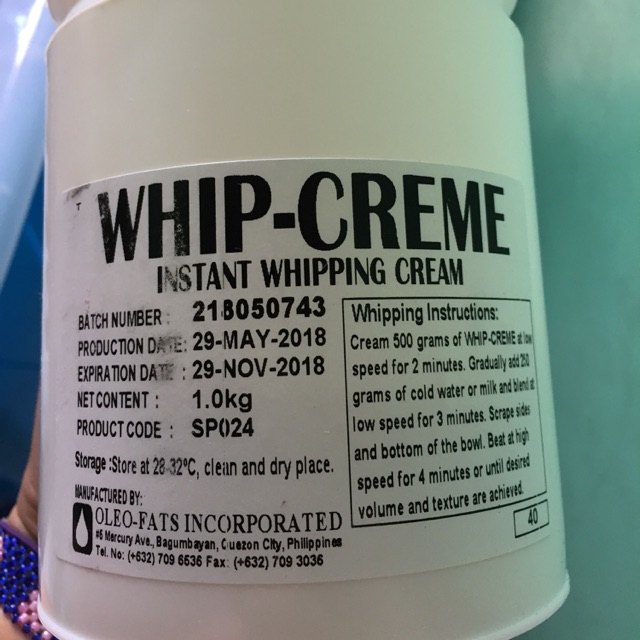 WHIP-CREME
INSTANT WHIPPING CREAM
BATCH NUMBER : 218050743
PRODUCTION DATE: 29-MAY-2018
EXPIRATION DATE : 29-NOV-2018
NET CONTENT : 1.0kg
PRODUCT CODE : SP024
Storage :Store at 28-32ºC, clean and dry place.
MANUFACTURED BY:
OLEO-FATS INCORPORATED
#5 Mercury Ave., Bagumbayan, Quezon City, Philippines
Tel. No: (+632) 709 6536 Fax: (+632) 709 3036
Whipping Instructions:
Cream 500 grams of WHIP-CREME at low
speed for 2 minutes. Gradually add 250
grams of cold water or milk and blend at
low speed for 3 minutes. Scrape sides
and bottom of the bowl. Beat at high
speed for 4 minutes or until desired
volume and texture are achieved.
40